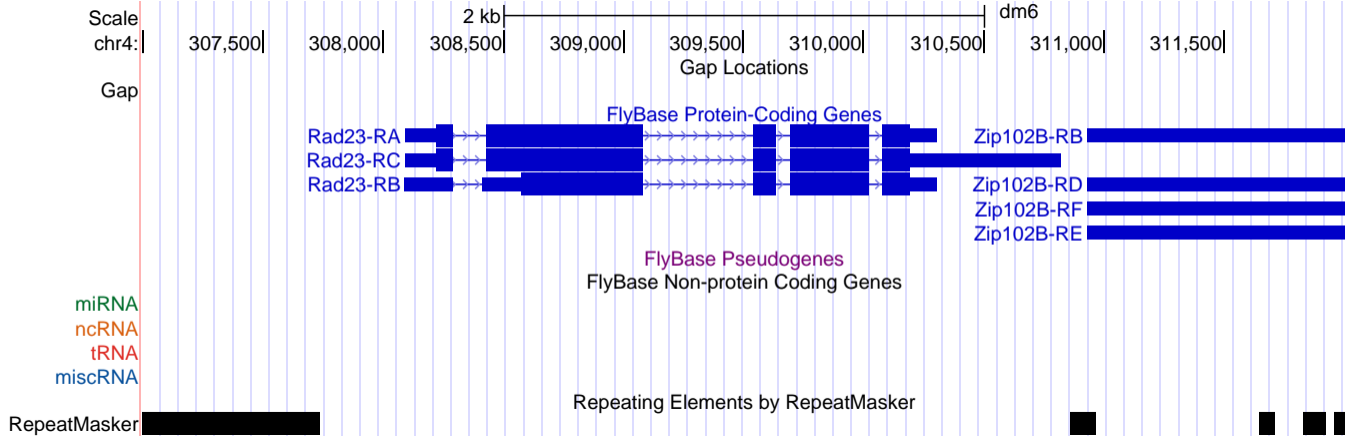 Scale 2 kb dm6
chr4: 307,500 308,000 308,500 309,000 309,500 310,000 310,500 311,000 311,500
Gap Locations
Gap
FlyBase Protein-Coding Genes
Rad23-RA Zip102B-RB
Rad23-RC
Rad23-RB Zip102B-RD
Zip102B-RF
Zip102B-RE
FlyBase Pseudogenes
FlyBase Non-protein Coding Genes
miRNA
ncRNA
tRNA
miscRNA
Repeating Elements by RepeatMasker
RepeatMasker